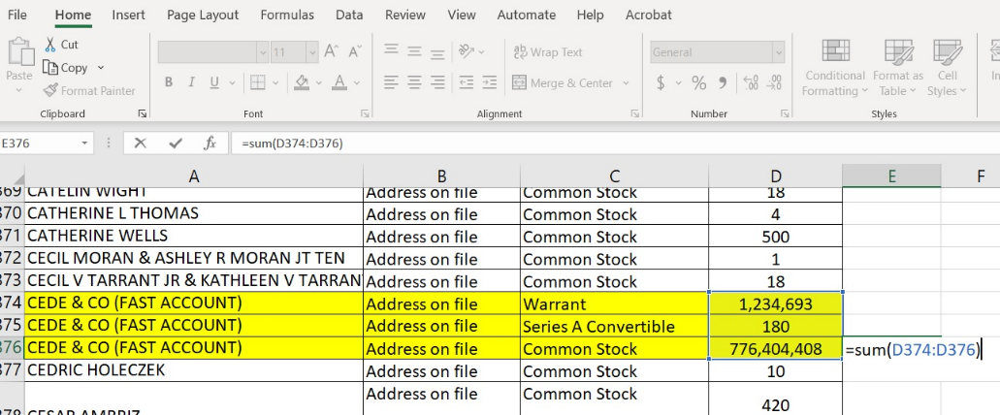 File Home Insert Page Layout Formulas Data Review View Automate Help Acrobat
Cut
Copy
Format Painter
Paste
11 A^ Aˇ
B I U A
ab Wrap Text
Merge & Center
General
$ % 9
Conditional Formatting
Format as Table
Cell Styles
Clipboard Font Alignment Number Styles
E376 fx =sum(D374:D376)
A B C D E F
369 CATELIN WIGHT Address on file Common Stock 18
370 CATHERINE L THOMAS Address on file Common Stock 4
371 CATHERINE WELLS Address on file Common Stock 500
372 CECIL MORAN & ASHLEY R MORAN JT TEN Address on file Common Stock 1
373 CECIL V TARRANT JR & KATHLEEN V TARRAN Address on file Common Stock 18
374 CEDE & CO (FAST ACCOUNT) Address on file Warrant 1,234,693
375 CEDE & CO (FAST ACCOUNT) Address on file Series A Convertible 180
376 CEDE & CO (FAST ACCOUNT) Address on file Common Stock 776,404,408 =sum(D374:D376)
377 CEDRIC HOLECZEK Address on file Common Stock 10
Address on file Common Stock 420